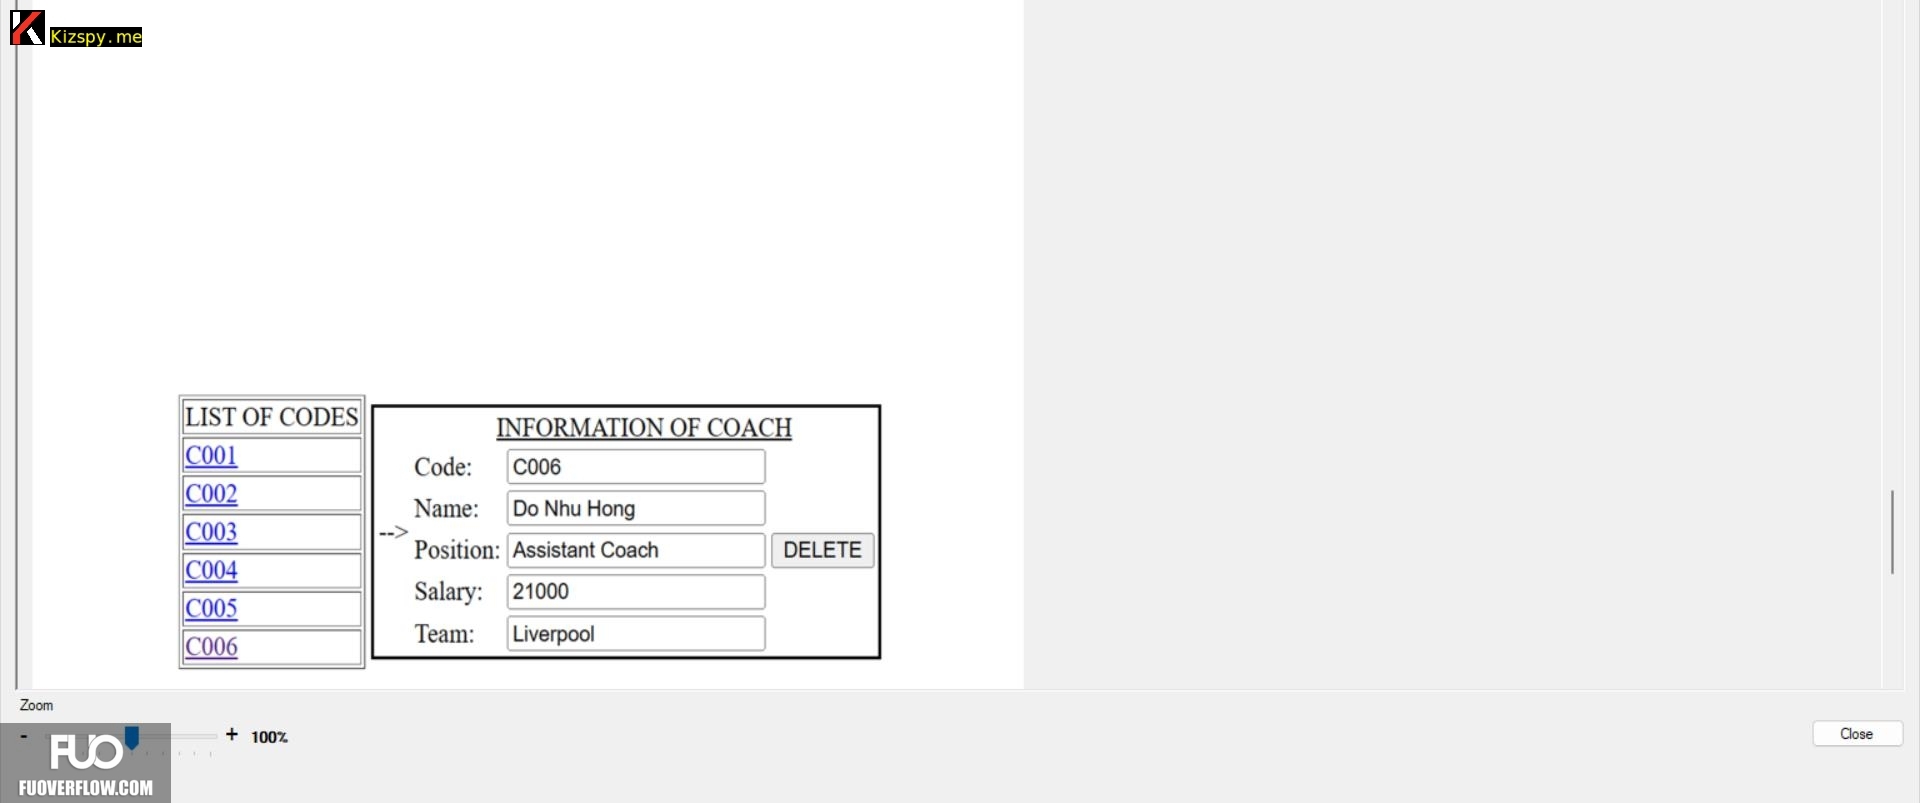 Kizspy.me
LIST OF CODES
C001
C002
C003
C004
C005
C006
INFORMATION OF COACH
Code: C006
Name: Do Nhu Hong
-->
Position: Assistant Coach DELETE
Salary: 21000
Team: Liverpool
Zoom
- + 100%
Close
FUO
FUOVERFLOW.COM